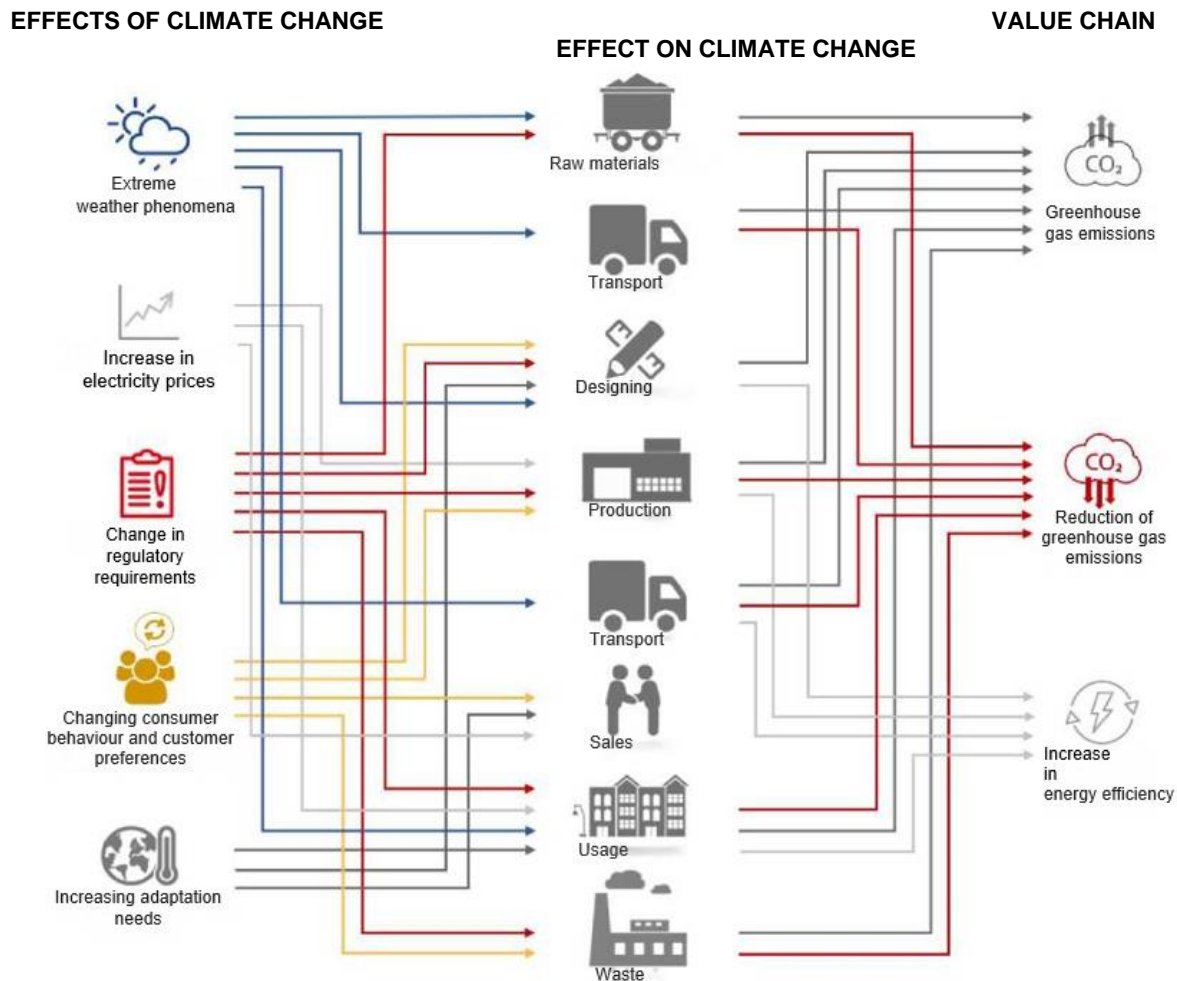 EFFECTS OF CLIMATE CHANGE
VALUE CHAIN
EFFECT ON CLIMATE CHANGE
Extreme
weather phenomena
Increase in
electricity prices
Change in
regulatory
requirements
Changing consumer
behaviour and customer
preferences
Increasing adaptation
needs
Raw materials
Transport
Designing
Production
Transport
Sales
Usage
Waste
CO₂
Greenhouse
gas emissions
CO₂
Reduction of
greenhouse gas
emissions
Increase
in
energy efficiency